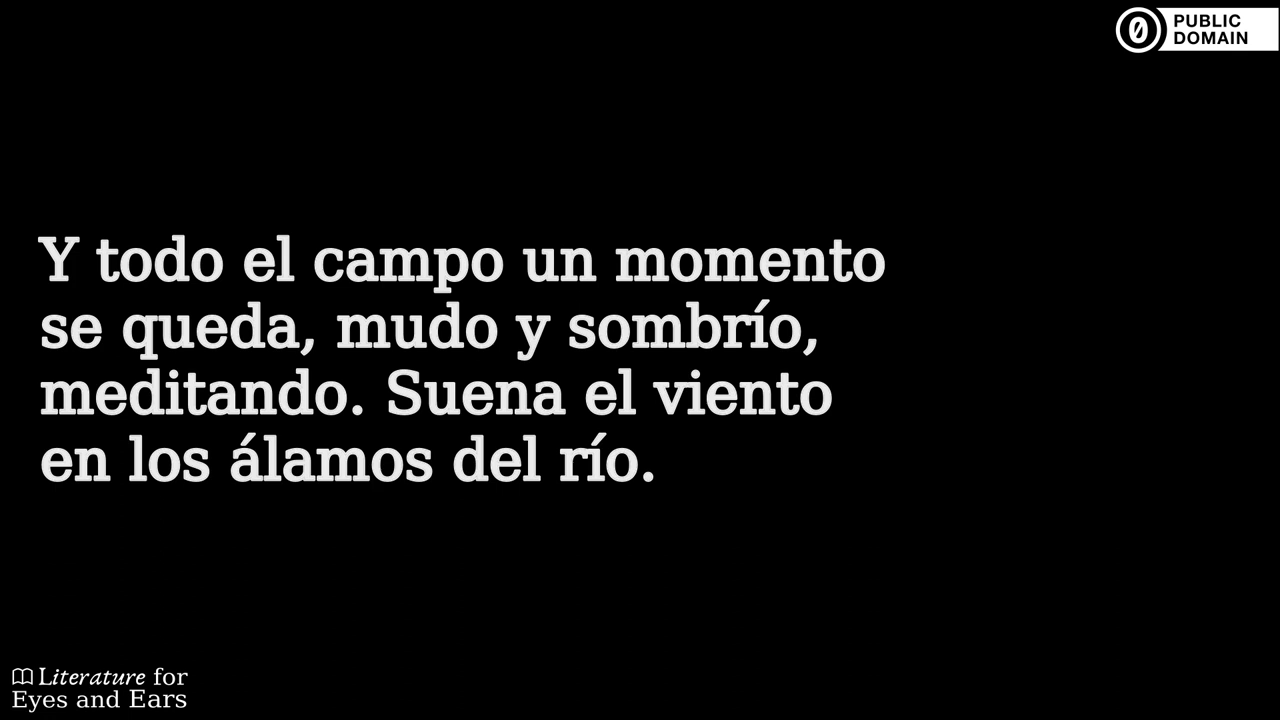 PUBLIC
DOMAIN
Y todo el campo un momento
se queda, mudo y sombrío,
meditando. Suena el viento
en los álamos del río.
Literature for
Eyes and Ears